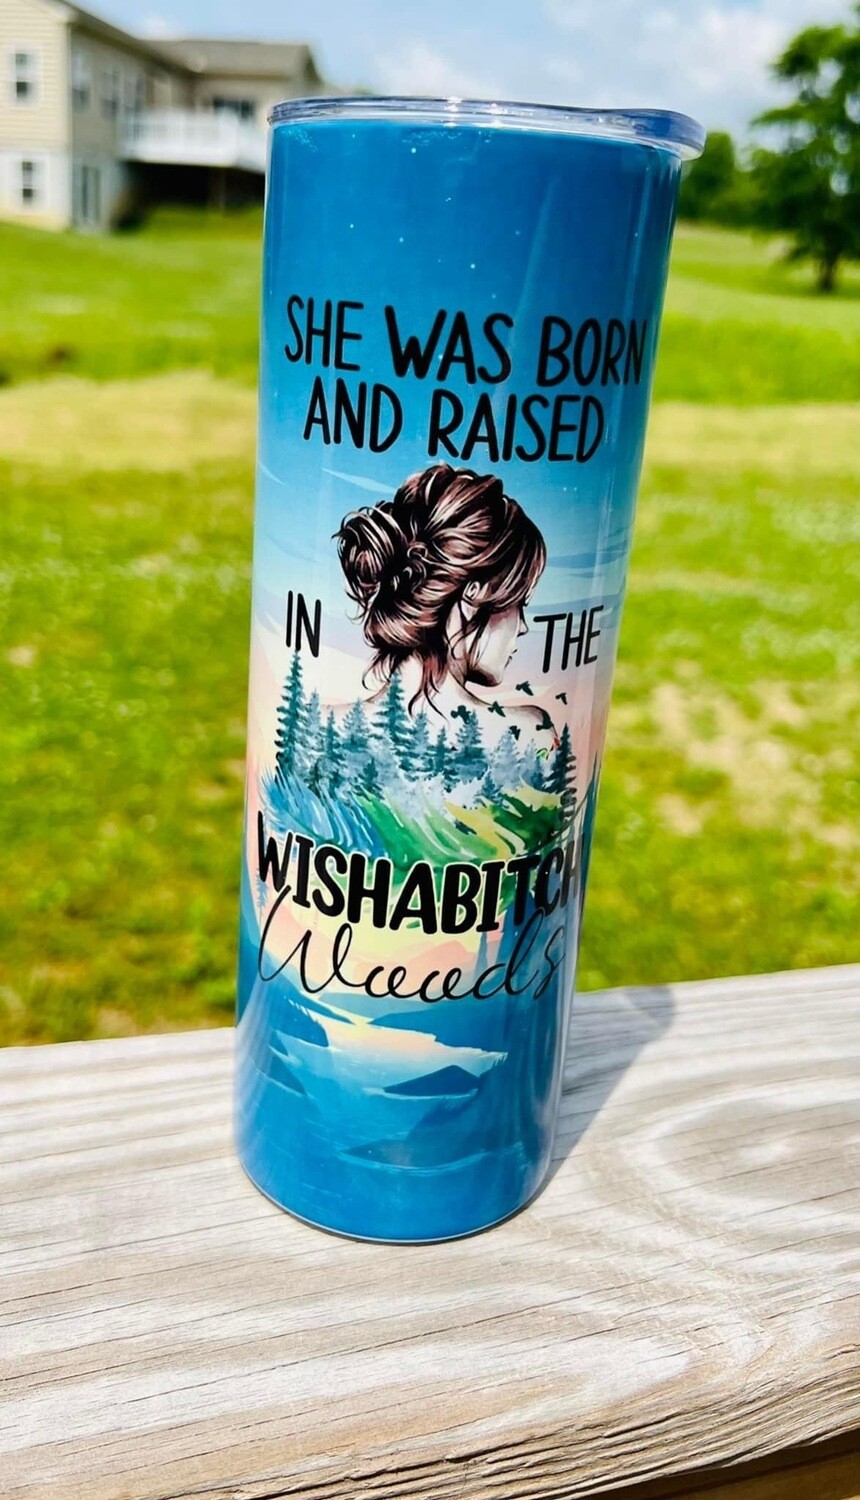 SHE WAS BORN
AND RAISED
IN THE
WISHABITCH
Woods